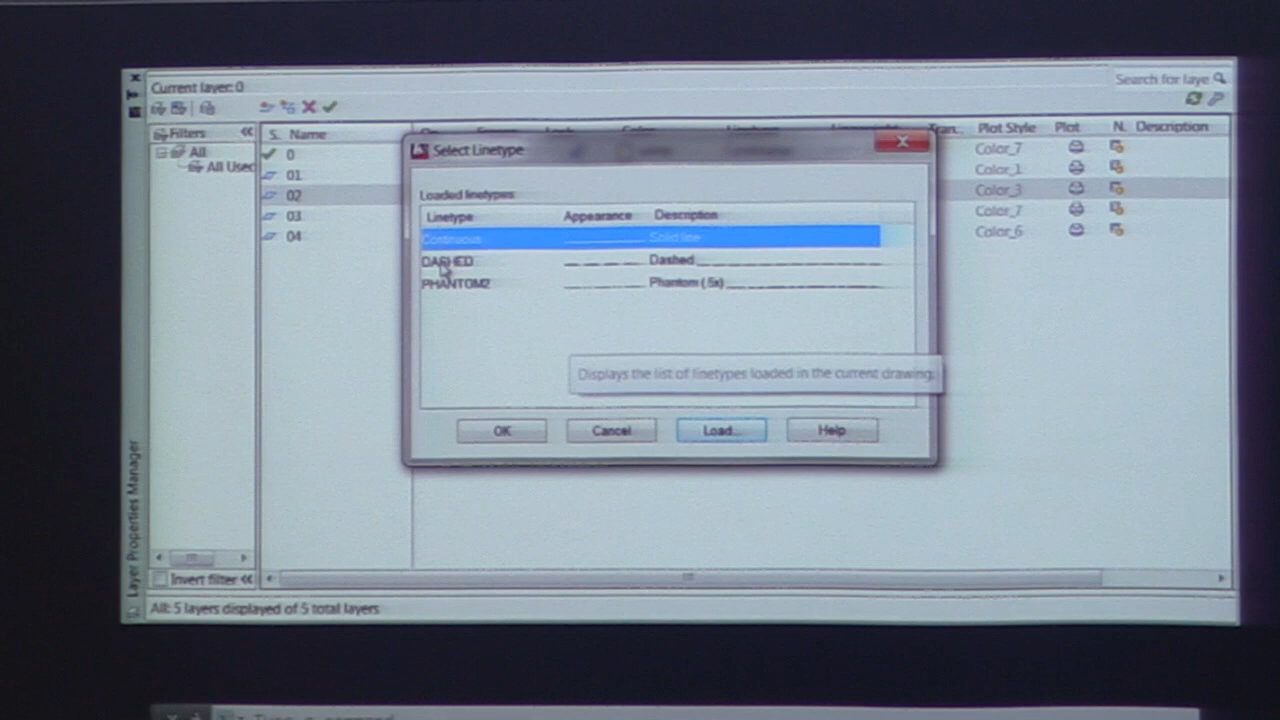 Current layer: 0
Search for laye
Filters
S. Name
Plot Style Plot N. Description
All
All Used
0 Color_7
01 Color_1
02 Color_3
03 Color_7
04 Color_6
Select Linetype
Loaded linetypes
Linetype Appearance Description
Continuous Solid line
DASHED Dashed
PHANTOM2 Phantom (.5x)
Displays the list of linetypes loaded in the current drawing.
OK Cancel Load... Help
Layer Properties Manager
Invert filter
All: 5 layers displayed of 5 total layers